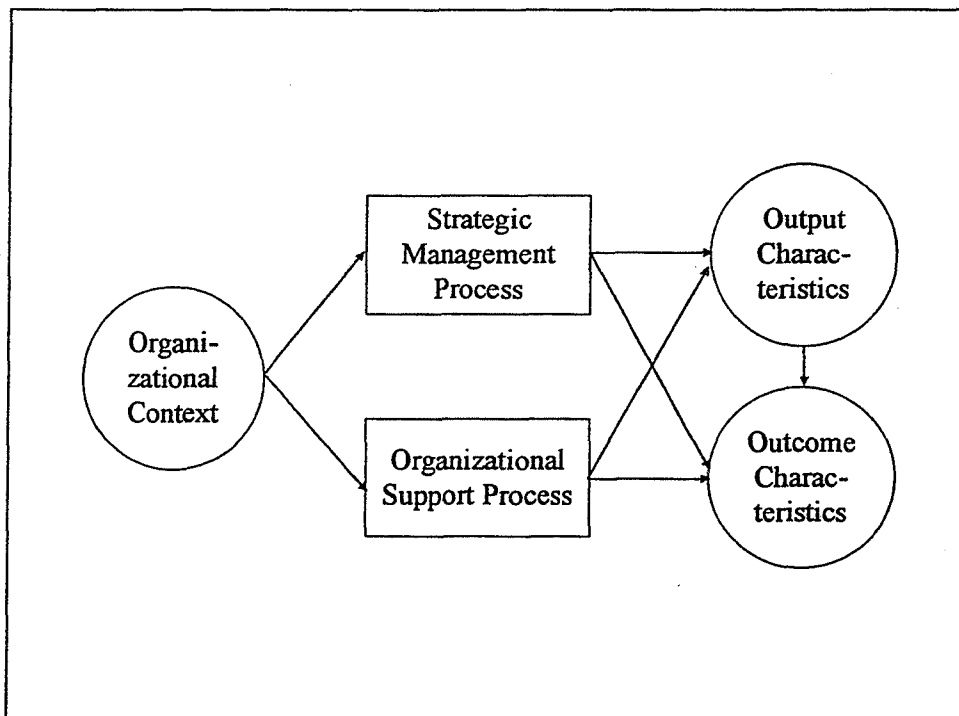 Strategic
Management
Process
Output
Charac-
teristics
Organi-
zational
Context
Organizational
Support Process
Outcome
Charac-
teristics